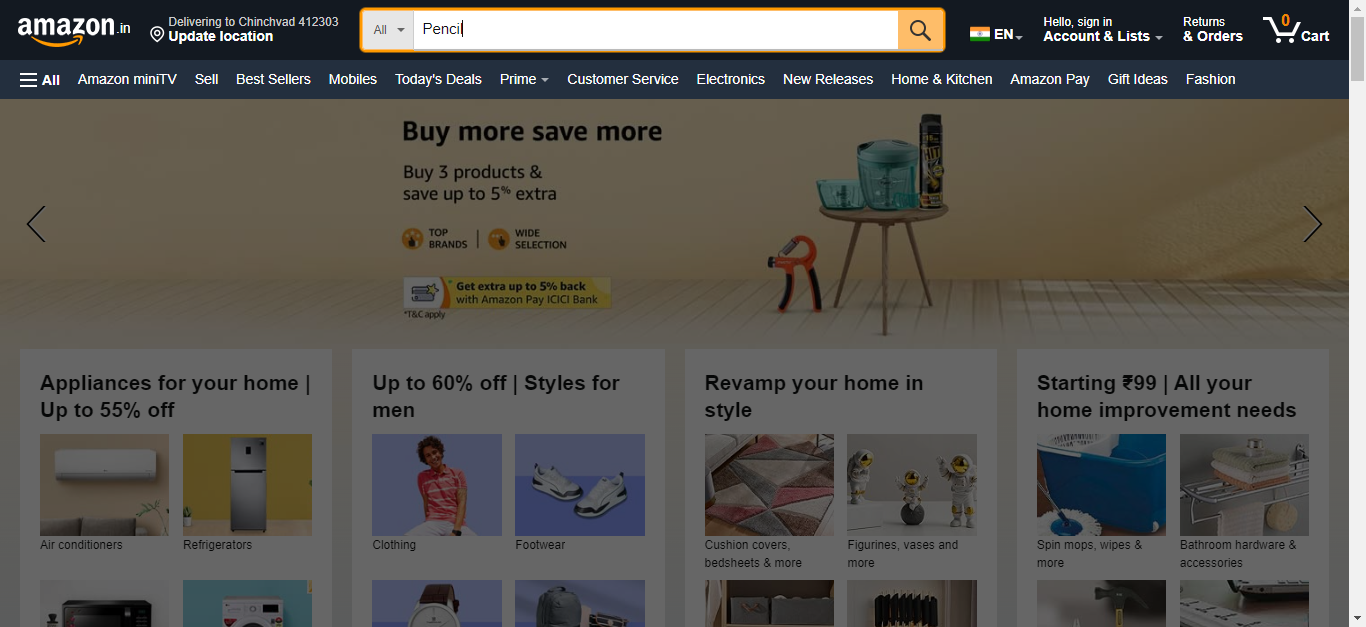 amazon.in
Delivering to Chinchvad 412303
Update location
All
Pencil
EN
Hello, sign in
Account & Lists
Returns
& Orders
0
Cart
All
Amazon miniTV
Sell
Best Sellers
Mobiles
Today's Deals
Prime
Customer Service
Electronics
New Releases
Home & Kitchen
Amazon Pay
Gift Ideas
Fashion
Buy more save more
Buy 3 products &
save up to 5% extra
TOP
BRANDS
WIDE
SELECTION
Get extra up to 5% back
with Amazon Pay ICICI Bank
*T&C apply
HIT
Appliances for your home |
Up to 55% off
Air conditioners
Refrigerators
Up to 60% off | Styles for
men
Clothing
Footwear
Revamp your home in
style
Cushion covers,
bedsheets & more
Figurines, vases and
more
Starting ₹99 | All your
home improvement needs
Spin mops, wipes &
more
Bathroom hardware &
accessories